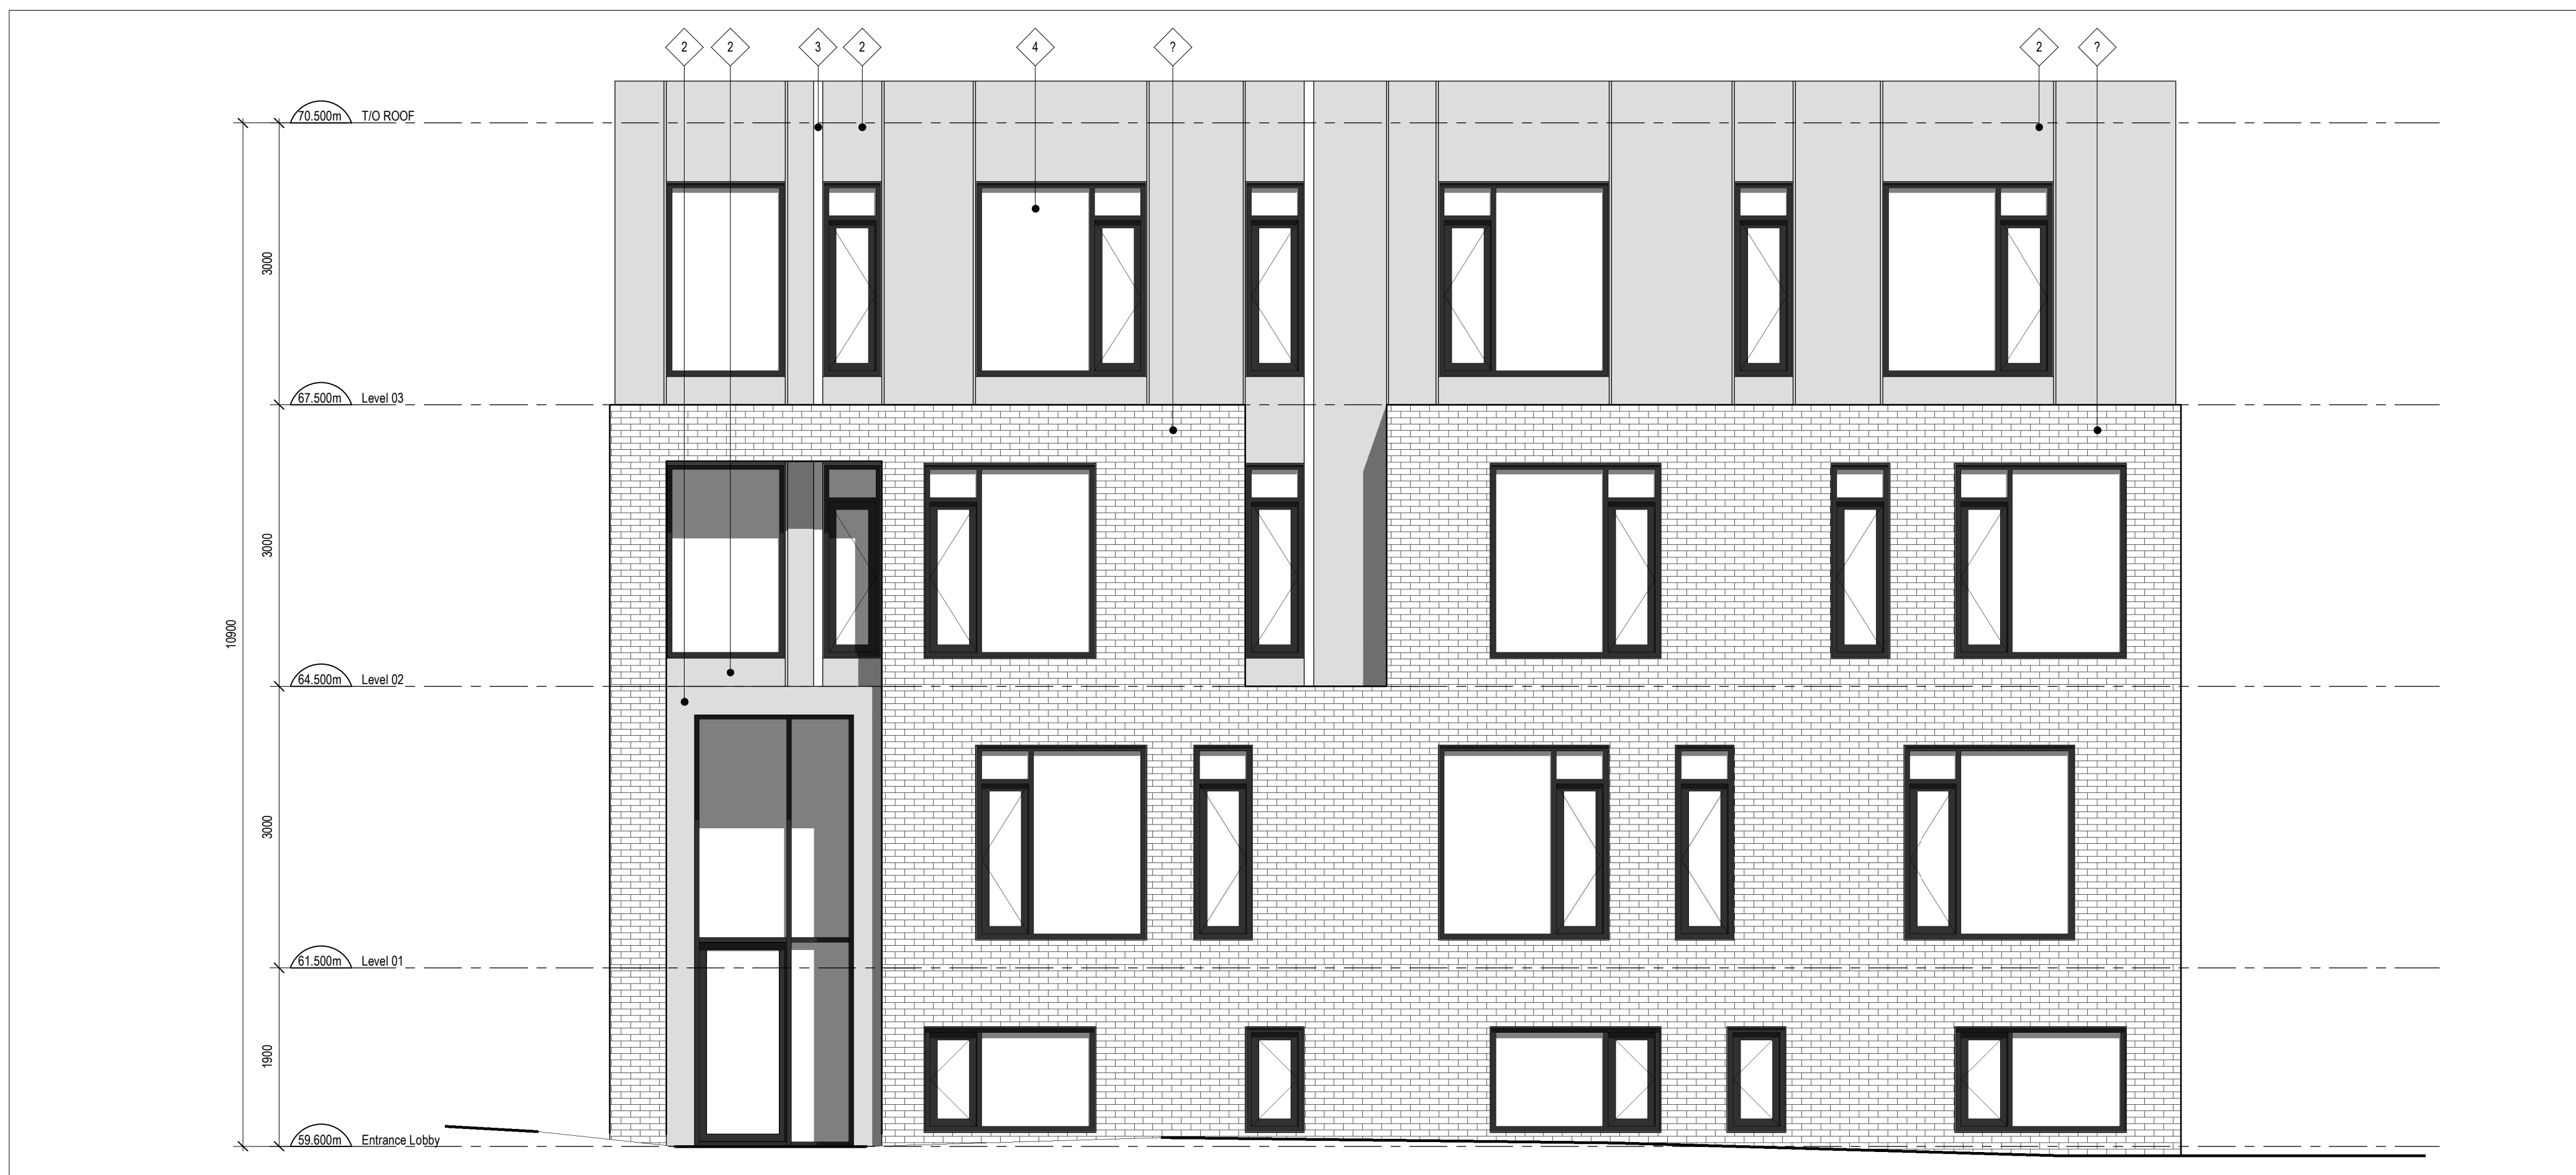 2 2 3 2 4 ? 2 ?
70.500m T/O ROOF
3000
67.500m Level 03
3000
10900
64.500m Level 02
3000
61.500m Level 01
1900
59.600m Entrance Lobby